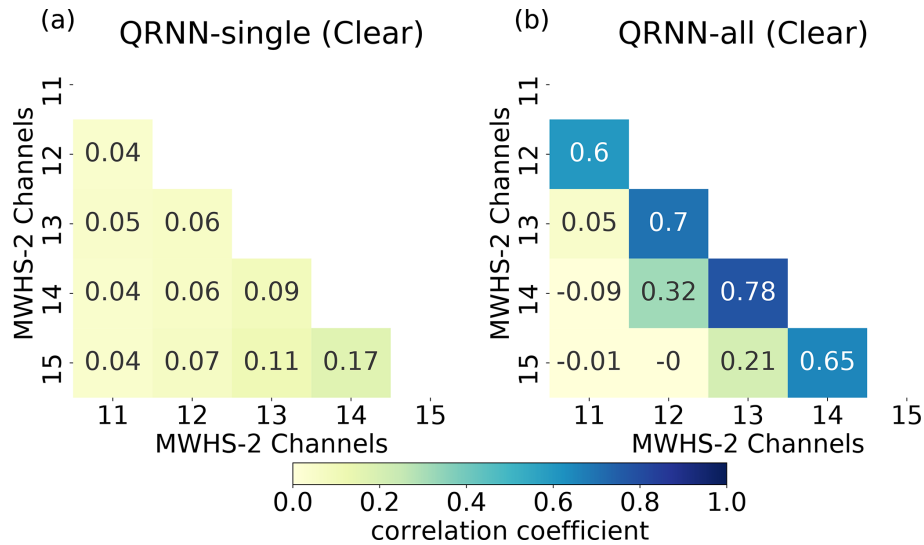 (a)
QRNN-single (Clear)
MWHS-2 Channels
11
12
13
14
15
0.04
0.05 0.06
0.04 0.06 0.09
0.04 0.07 0.11 0.17
11 12 13 14 15
MWHS-2 Channels
(b)
QRNN-all (Clear)
MWHS-2 Channels
11
12
13
14
15
0.6
0.05 0.7
-0.09 0.32 0.78
-0.01 -0 0.21 0.65
11 12 13 14 15
MWHS-2 Channels
0.0 0.2 0.4 0.6 0.8 1.0
correlation coefficient